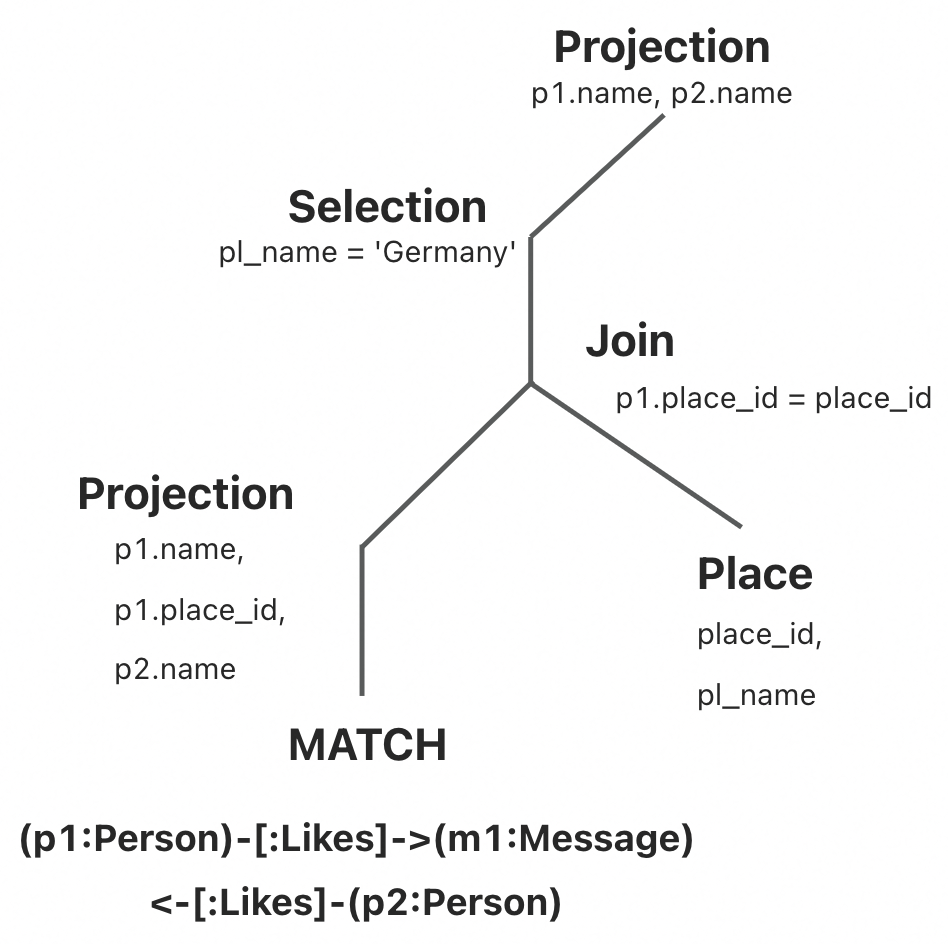 Projection
p1.name, p2.name
Selection
pl_name = 'Germany'
Join
p1.place_id = place_id
Projection
p1.name,
p1.place_id,
p2.name
Place
place_id,
pl_name
MATCH
(p1:Person)-[:Likes]->(m1:Message)
<-[:Likes]-(p2:Person)